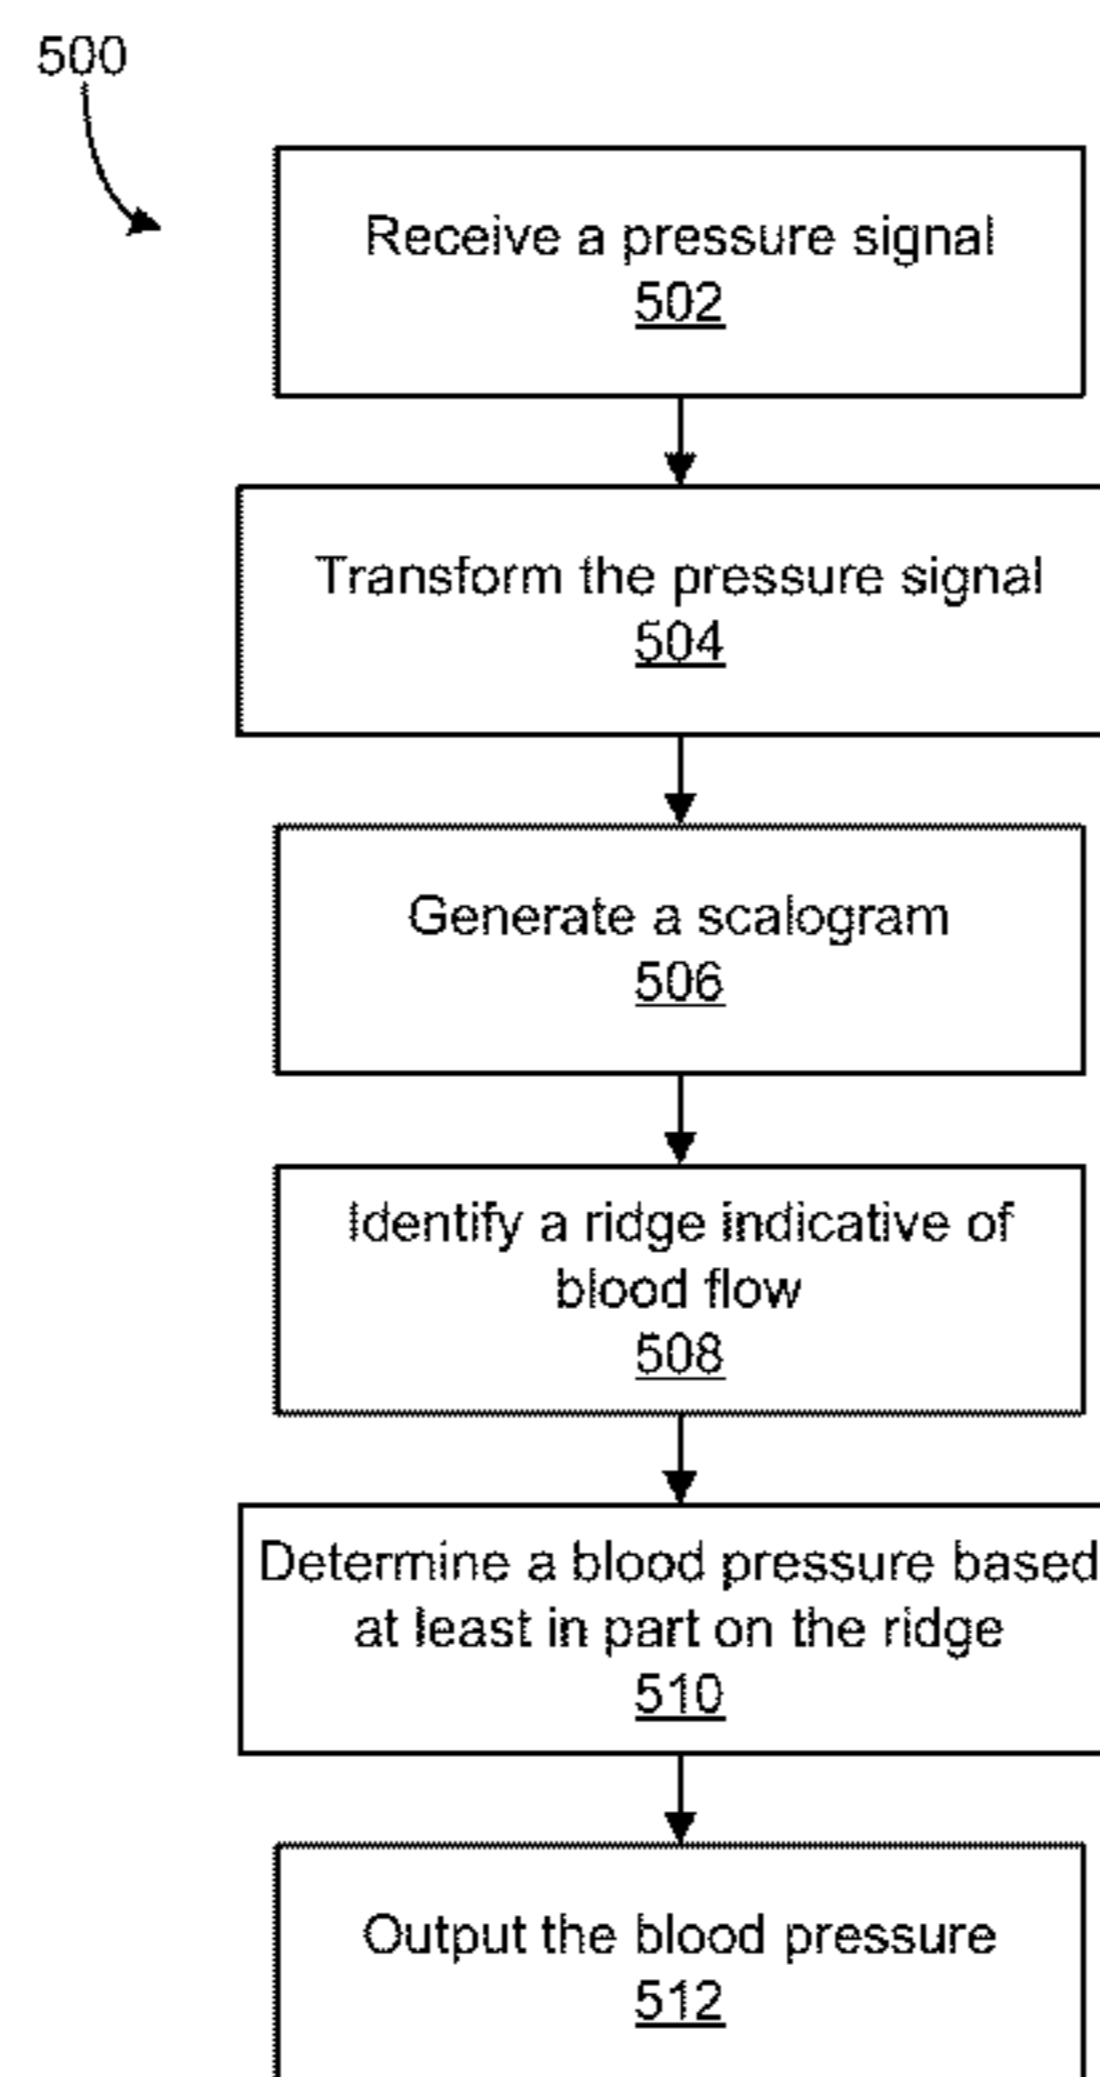 500
Receive a pressure signal
502
Transform the pressure signal
504
Generate a scalogram
506
Identify a ridge indicative of
blood flow
508
Determine a blood pressure based
at least in part on the ridge
510
Output the blood pressure
512